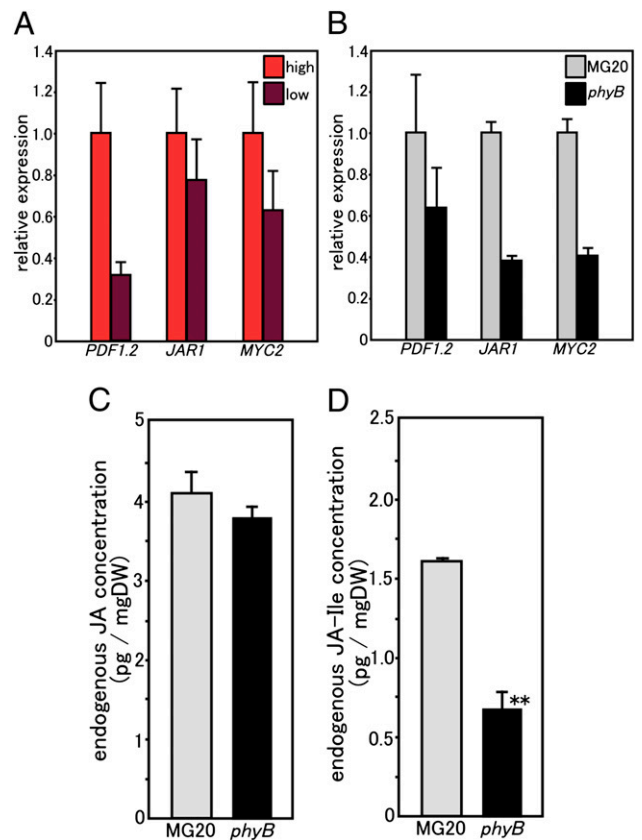 A
relative expression
1.4
1.2
1.0
0.8
0.6
0.4
0.2
0
high
low
PDF1.2 JAR1 MYC2
B
relative expression
1.4
1.2
1.0
0.8
0.6
0.4
0.2
0
MG20
phyB
PDF1.2 JAR1 MYC2
C
endogenous JA concentration
(pg / mgDW)
5
4
3
2
1
0
MG20 phyB
D
endogenous JA-Ile concentration
(pg / mgDW)
2.5
2.0
1.5
1.0
0.5
0
**
MG20 phyB